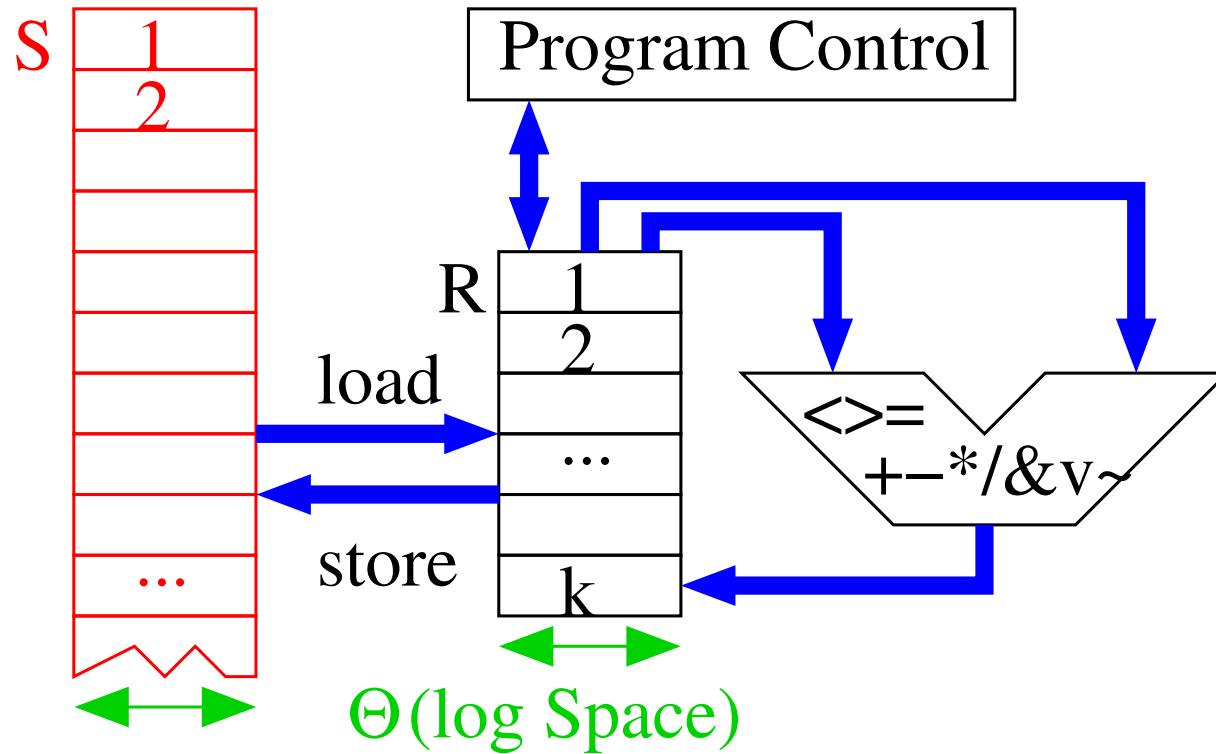 S
1
2
...
Program Control
R
1
2
...
k
load
store
<>=
+−*/&v~
Θ(log Space)